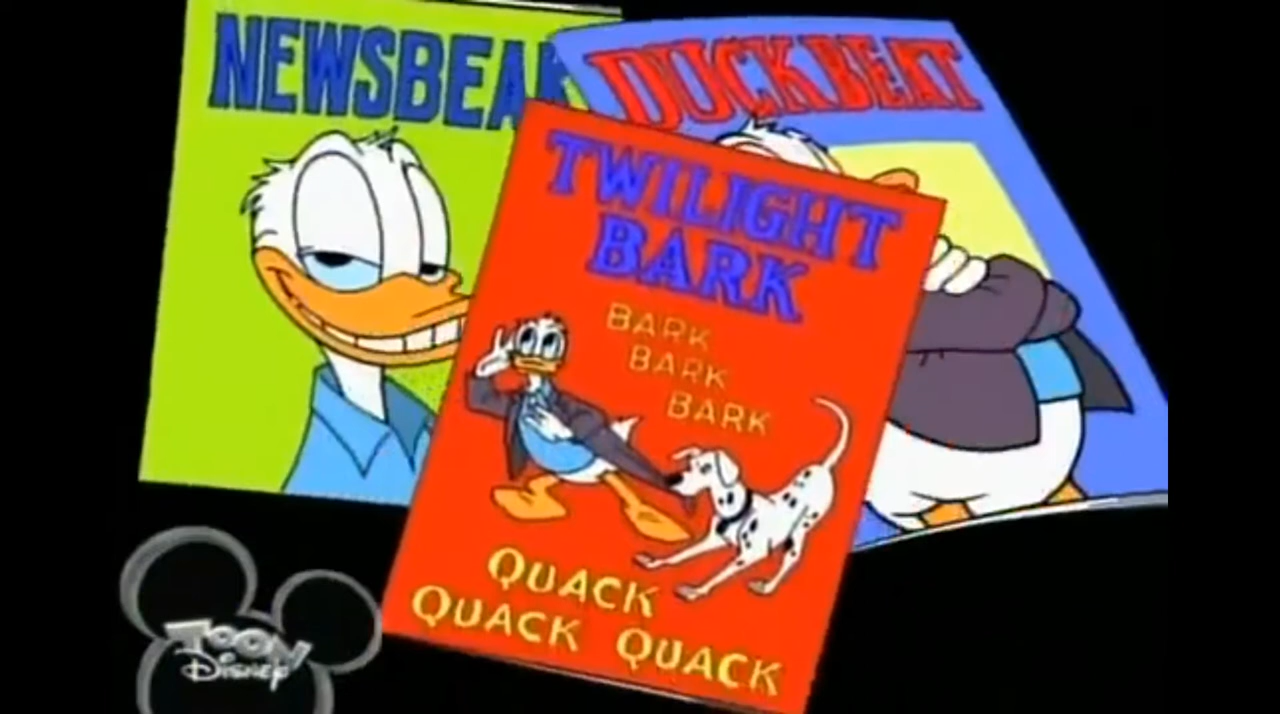 NEWSBEA
DUCKBEAT
TWILIGHT
BARK
BARK
BARK
BARK
QUACK
QUACK QUACK
TOON
DISNEY